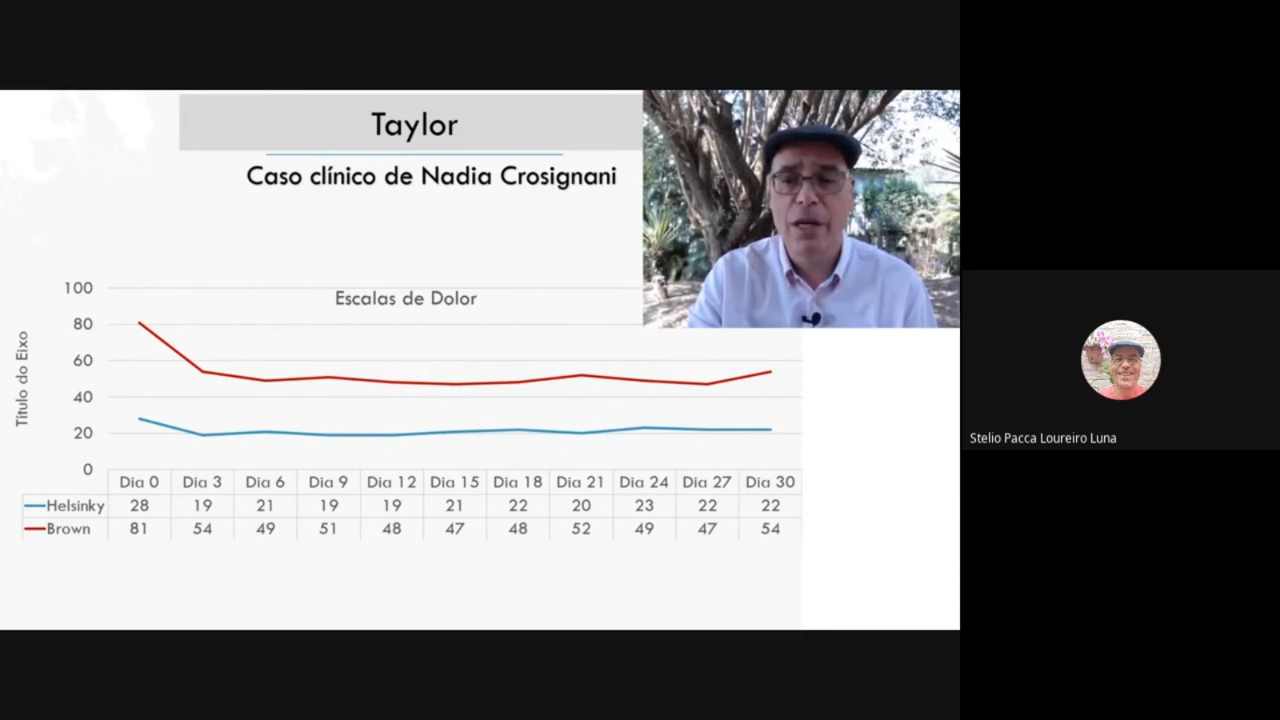 Taylor
Caso clínico de Nadia Crosignani
Escalas de Dolor
Título do Eixo
100
80
60
40
20
0
Dia 0 Dia 3 Dia 6 Dia 9 Dia 12 Dia 15 Dia 18 Dia 21 Dia 24 Dia 27 Dia 30
Helsinky 28 19 21 19 19 21 22 20 23 22 22
Brown 81 54 49 51 48 47 48 52 49 47 54
Stelio Pacca Loureiro Luna